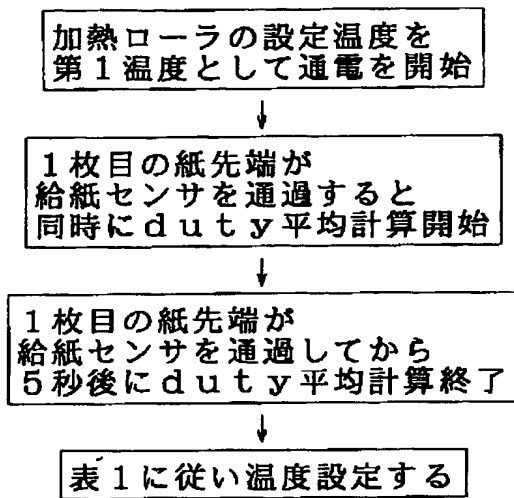 加熱ローラの設定温度を
第1温度として通電を開始
↓
1枚目の紙先端が
給紙センサを通過すると
同時にduty平均計算開始
↓
1枚目の紙先端が
給紙センサを通過してから
5秒後にduty平均計算終了
↓
表1に従い温度設定する